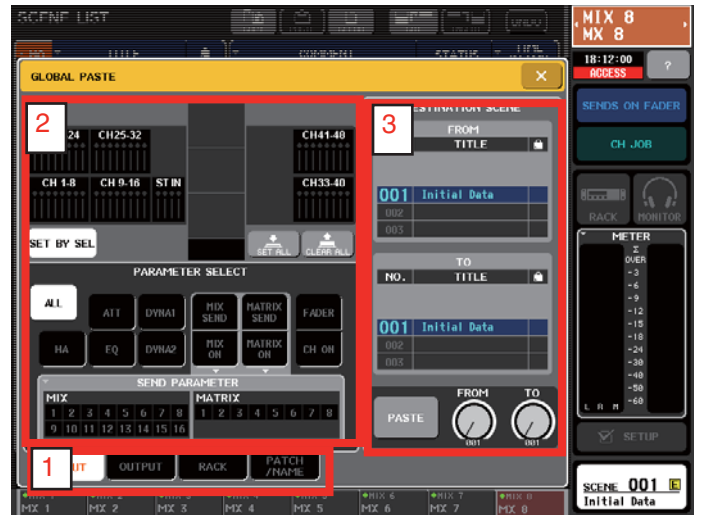 SCENE LIST
UNDO
MIX 8
MX 8
TITLE
COMMENT
STATUS
18:12:00
ACCESS
?
GLOBAL PASTE
×
2
24
CH25-32
CH41-48
CH 1-8
CH 9-16
ST IN
CH33-40
SET BY SEL
SET ALL
CLEAR ALL
PARAMETER SELECT
ALL
ATT
DYNA1
MIX SEND
MATRIX SEND
FADER
HA
EQ
DYNA2
MIX ON
MATRIX ON
CH ON
SEND PARAMETER
MIX
MATRIX
1 2 3 4 5 6 7 8
1 2 3 4 5 6 7 8
9 10 11 12 13 14 15 16
1
UT
OUTPUT
RACK
PATCH /NAME
3
ESTINATION SCENE
FROM
TITLE
001 Initial Data
002
003
TO
NO.
TITLE
001 Initial Data
002
003
PASTE
FROM
TO
001
001
SENDS ON FADER
CH JOB
RACK
MONITOR
METER
Σ
OVER
-3
-6
-9
-12
-15
-18
-24
-30
-40
-50
-60
L R M
SETUP
SCENE 001 E
Initial Data
MX 1
MX 2
MX 3
MX 4
MX 5
MIX 6
MX 6
MIX 7
MX 7
MIX 8
MX 8